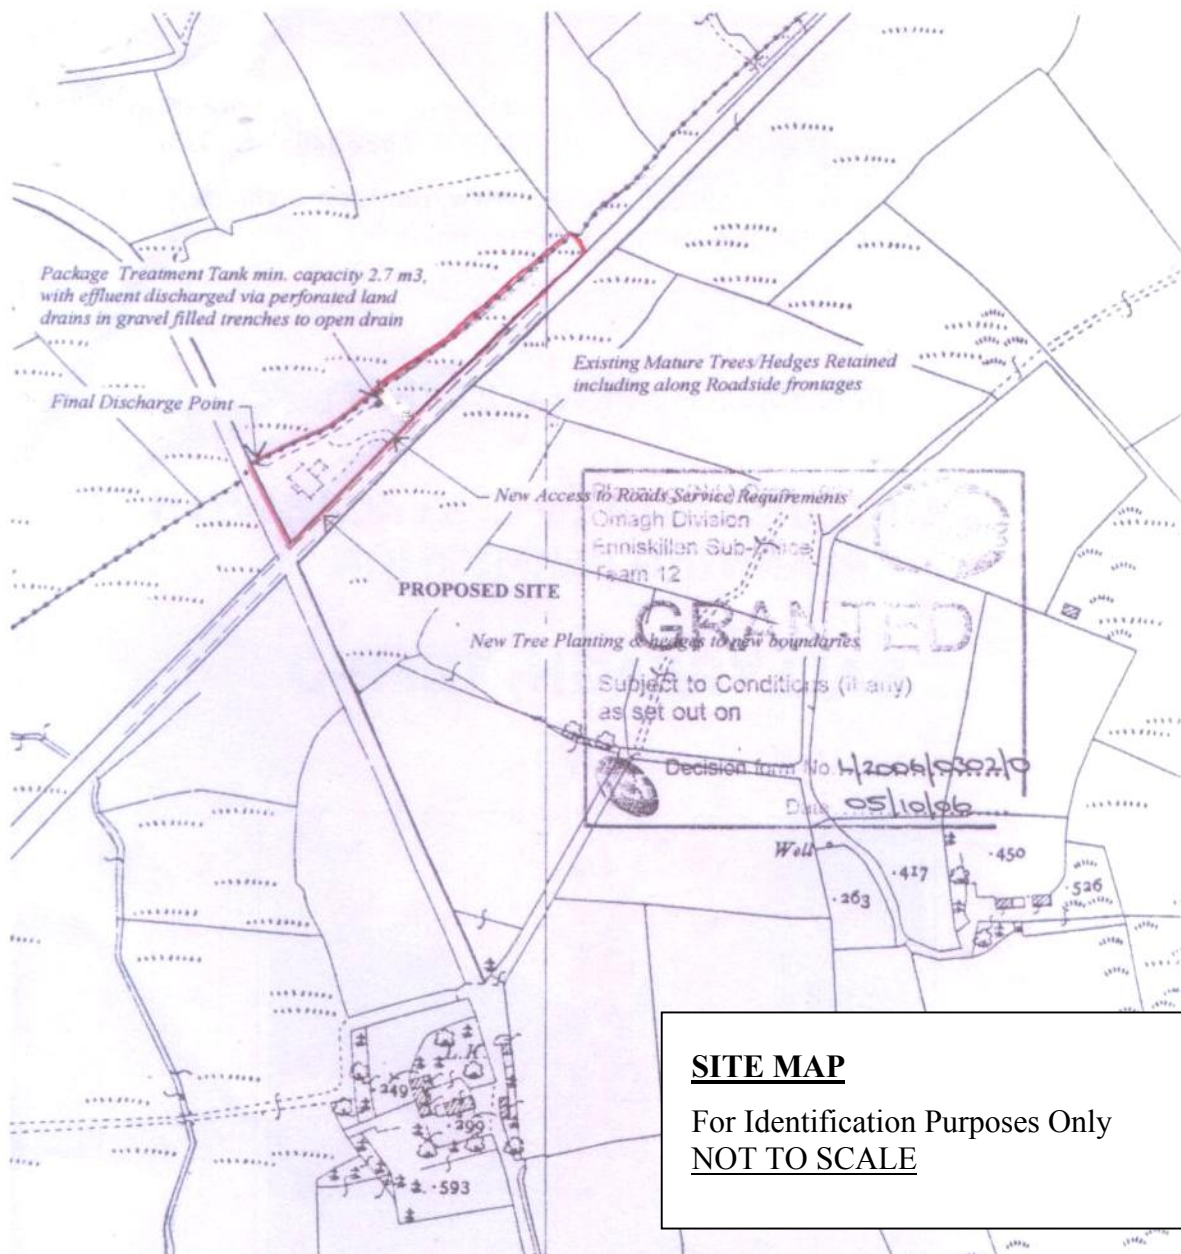 Package Treatment Tank min. capacity 2.7 m3,
with effluent discharged via perforated land
drains in gravel filled trenches to open drain
Existing Mature Trees/Hedges Retained
including along Roadside frontages
Final Discharge Point
New Access to Roads Service Requirements
Omagh Division
Enniskillen Sub-Office
Team 12
PROPOSED SITE
GRANTED
New Tree Planting & hedges to new boundaries
Subject to Conditions (if any)
as set out on
Decision form No. L/2006/0302/O
Date 05/10/06
Well
.450
.417
.526
.263
L.H.
.249
.299
.593
SITE MAP
For Identification Purposes Only
NOT TO SCALE